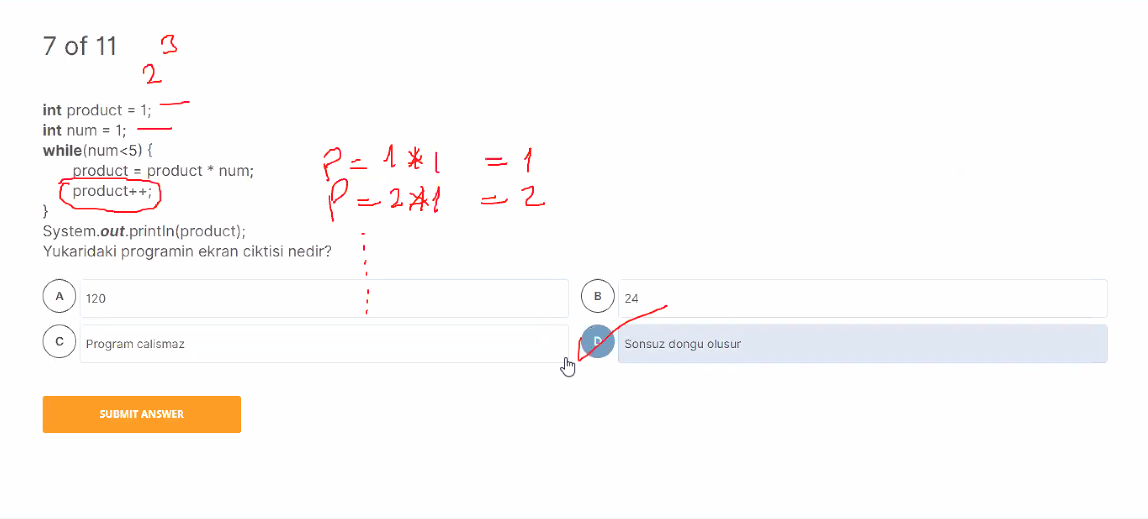 7 of 11
3
2
int product = 1;
int num = 1;
while(num<5) {
product = product * num;
product++;
}
System.out.println(product);
Yukaridaki programin ekran ciktisi nedir?
P = 1 * 1 = 1
P = 2 * 1 = 2
A 120
B 24
C Program calismaz
D Sonsuz dongu olusur
SUBMIT ANSWER